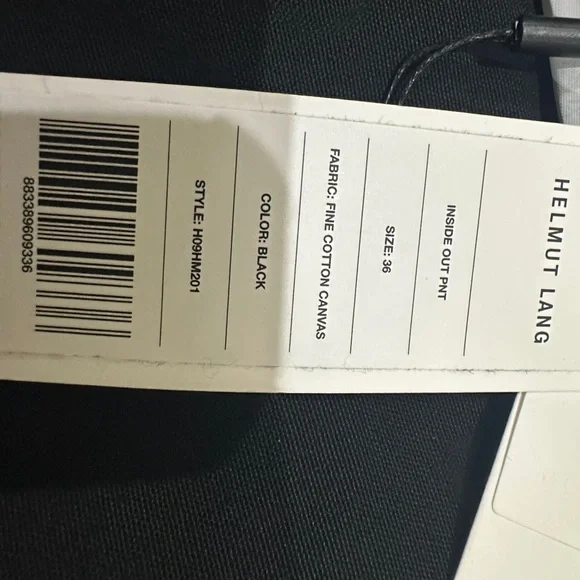 HELMUT LANG
INSIDE OUT PNT
SIZE: 36
FABRIC: FINE COTTON CANVAS
COLOR: BLACK
STYLE: H09HM201
883389609336